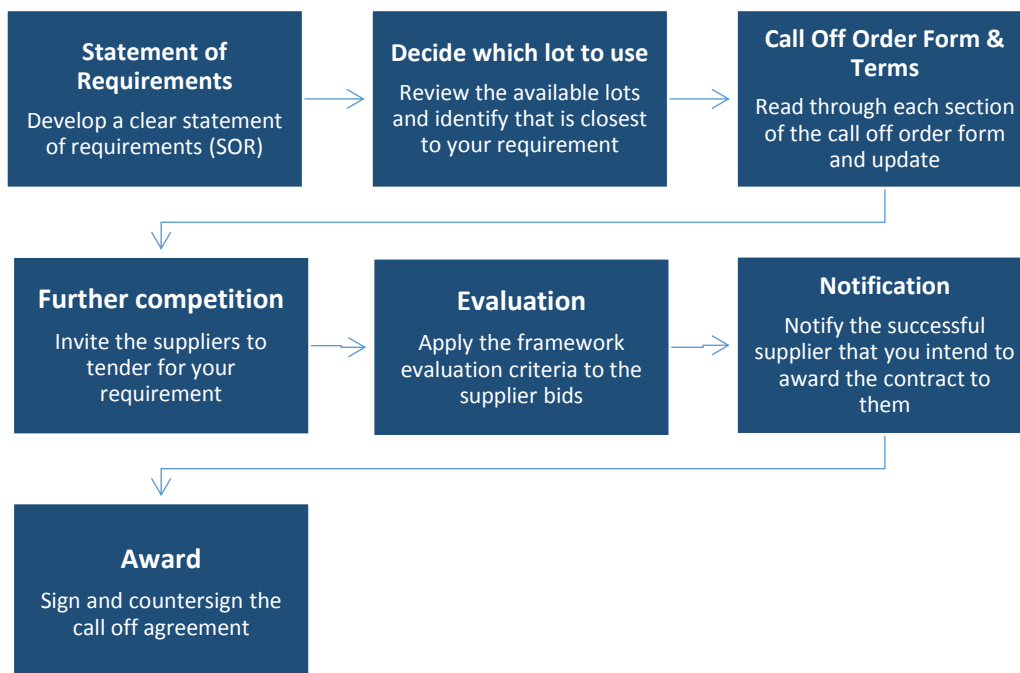 Statement of
Requirements
Develop a clear statement
of requirements (SOR)
Decide which lot to use
Review the available lots
and identify that is closest
to your requirement
Call Off Order Form &
Terms
Read through each section
of the call off order form
and update
Further competition
Invite the suppliers to
tender for your
requirement
Evaluation
Apply the framework
evaluation criteria to the
supplier bids
Notification
Notify the successful
supplier that you intend to
award the contract to
them
Award
Sign and countersign the
call off agreement